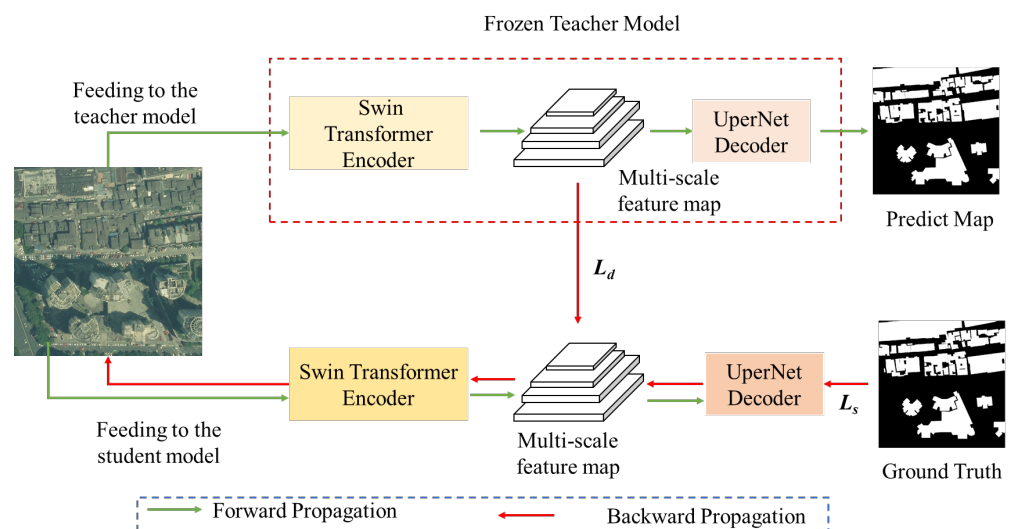 Frozen Teacher Model
Feeding to the
teacher model
Swin
Transformer
Encoder
UperNet
Decoder
Multi-scale
feature map
Predict Map
L_d
Swin Transformer
Encoder
UperNet
Decoder
L_s
Feeding to the
student model
Multi-scale
feature map
Ground Truth
Forward Propagation
Backward Propagation